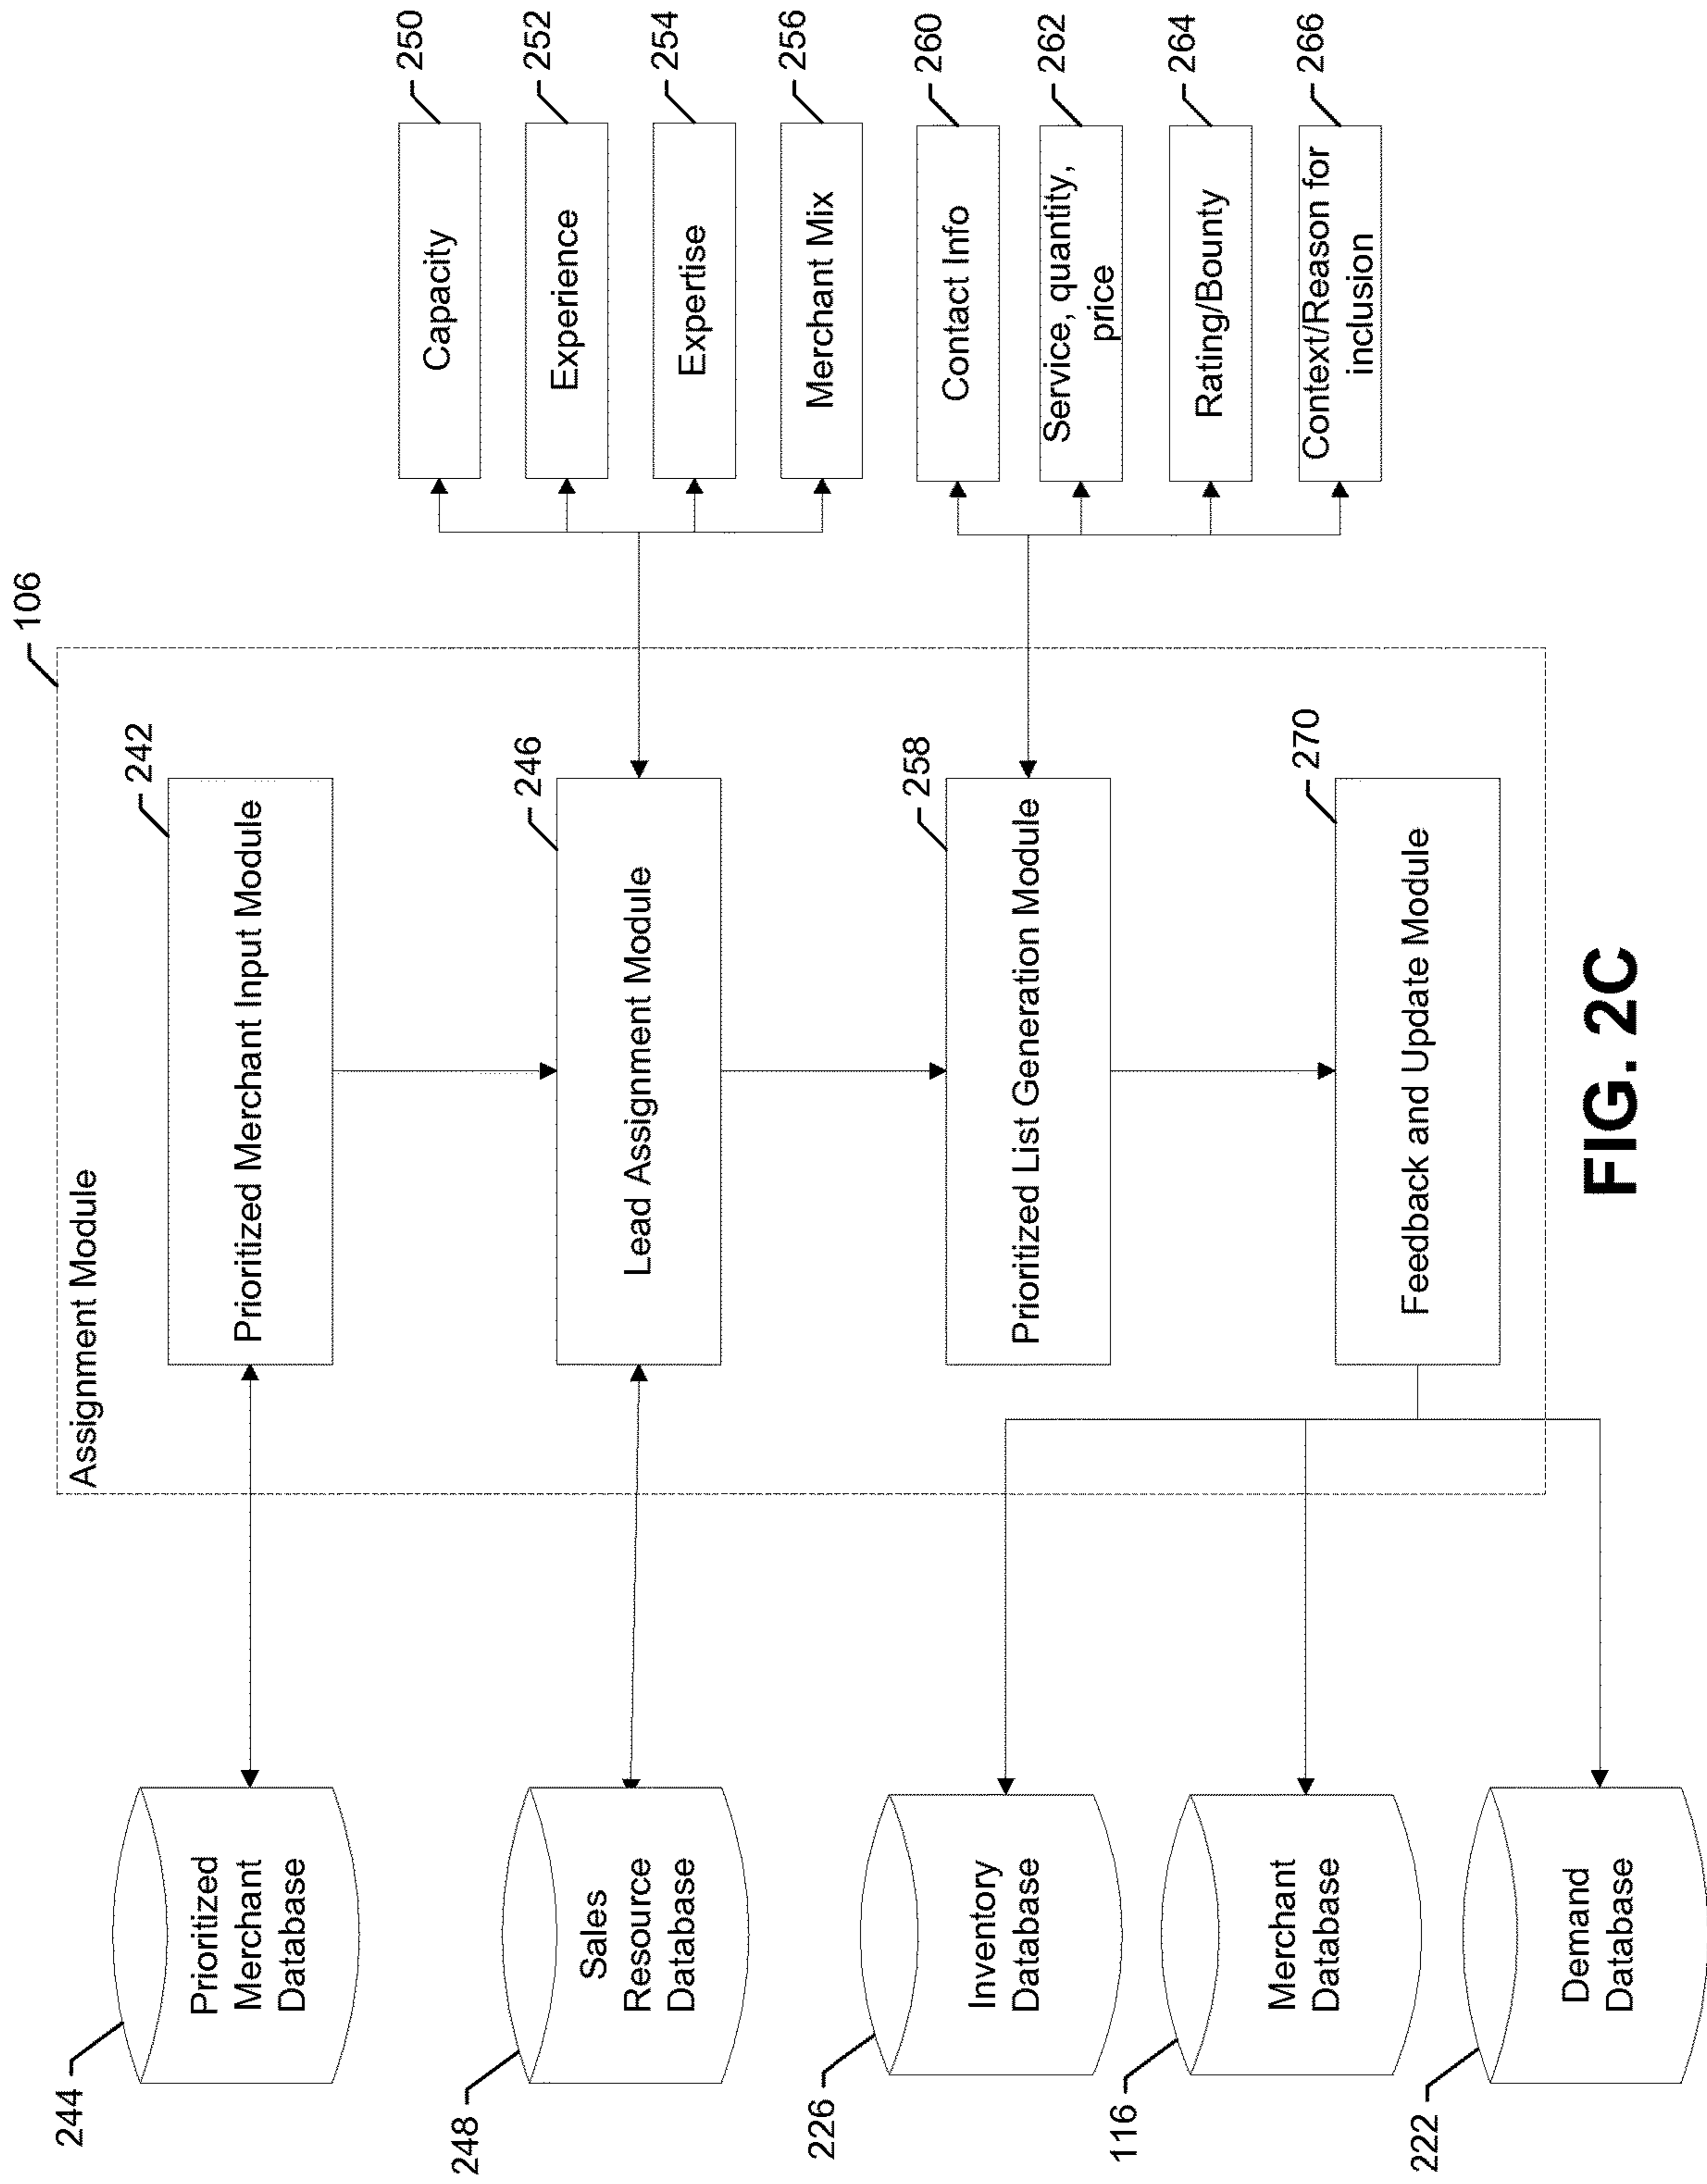 Assignment Module
106
244
Prioritized
Merchant
Database
242
Prioritized Merchant Input Module
248
Sales
Resource
Database
246
Lead Assignment Module
250
Capacity
252
Experience
254
Expertise
256
Merchant Mix
226
Inventory
Database
258
Prioritized List Generation Module
260
Contact Info
262
Service, quantity,
price
264
Rating/Bounty
266
Context/Reason for
inclusion
116
Merchant
Database
270
Feedback and Update Module
222
Demand
Database
FIG. 2C